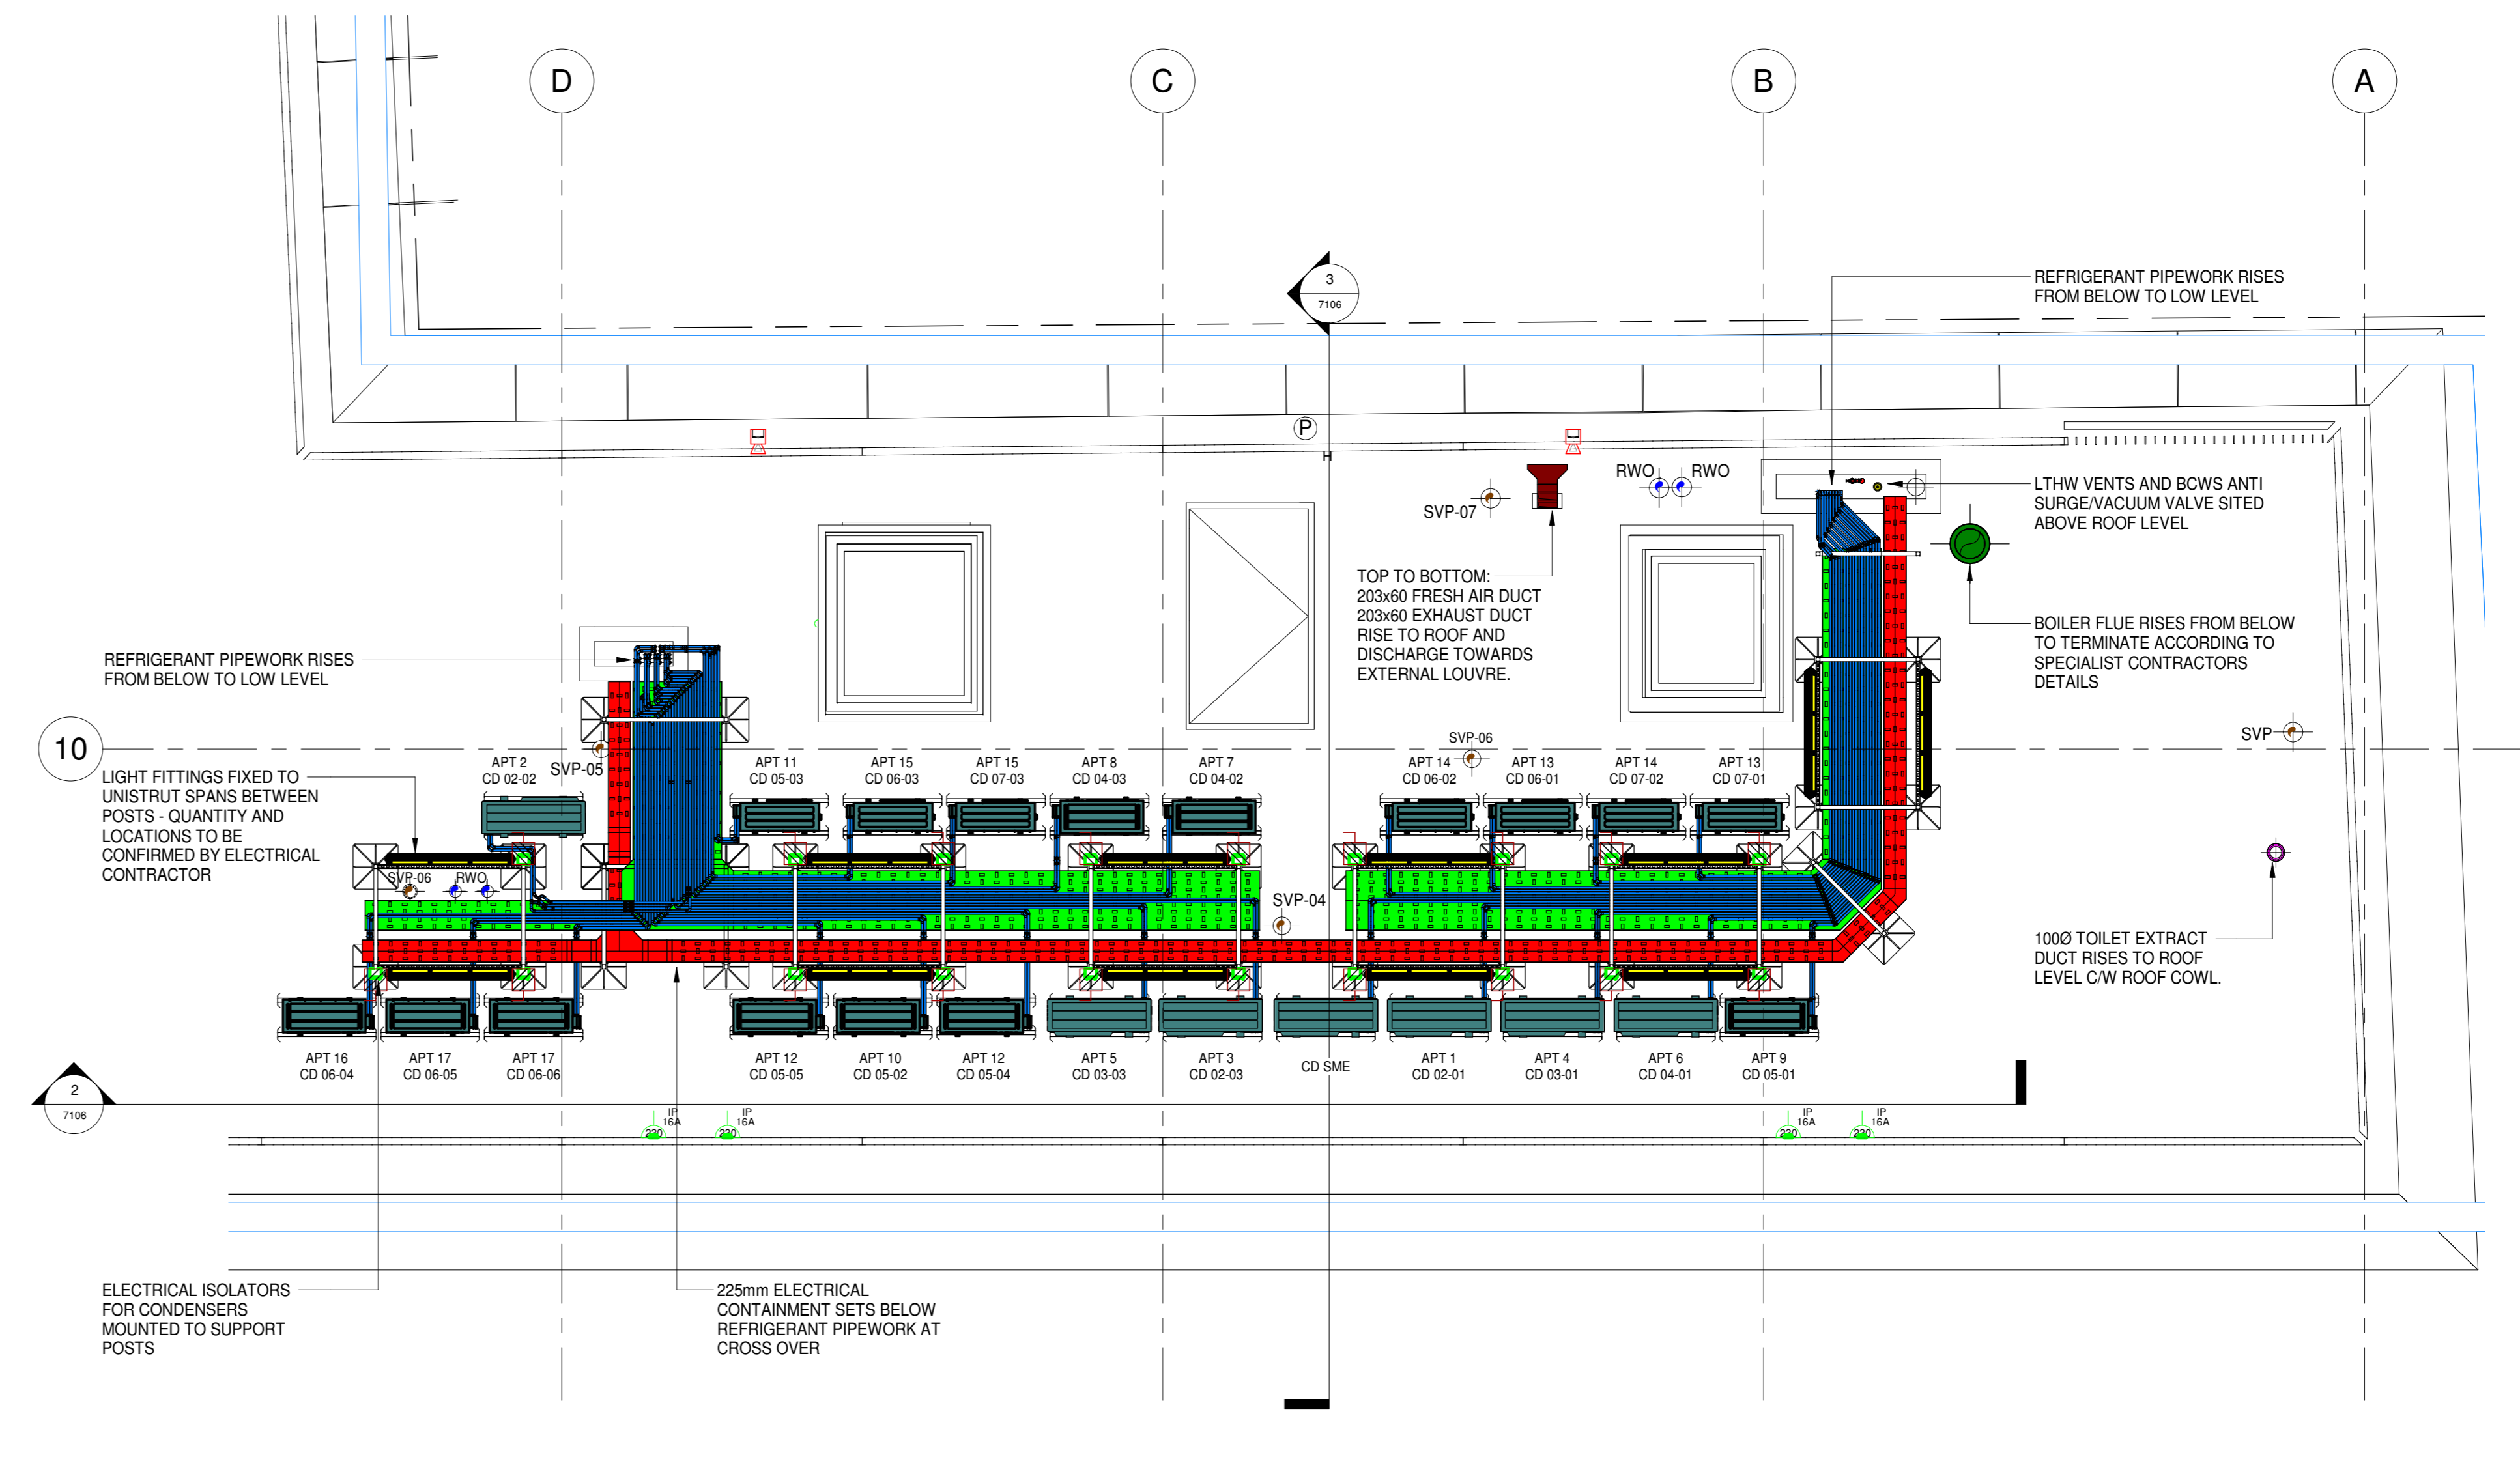 D
C
B
A
3
7106
REFRIGERANT PIPEWORK RISES
FROM BELOW TO LOW LEVEL
P
H
RWO
RWO
SVP-07
LTHW VENTS AND BCWS ANTI
SURGE/VACUUM VALVE SITED
ABOVE ROOF LEVEL
TOP TO BOTTOM:
203x60 FRESH AIR DUCT
203x60 EXHAUST DUCT
RISE TO ROOF AND
DISCHARGE TOWARDS
EXTERNAL LOUVRE.
BOILER FLUE RISES FROM BELOW
TO TERMINATE ACCORDING TO
SPECIALIST CONTRACTORS
DETAILS
REFRIGERANT PIPEWORK RISES
FROM BELOW TO LOW LEVEL
10
SVP
SVP-05
SVP-06
LIGHT FITTINGS FIXED TO
UNISTRUT SPANS BETWEEN
POSTS - QUANTITY AND
LOCATIONS TO BE
CONFIRMED BY ELECTRICAL
CONTRACTOR
APT 2
CD 02-02
APT 11
CD 05-03
APT 15
CD 06-03
APT 15
CD 07-03
APT 8
CD 04-03
APT 7
CD 04-02
APT 14
CD 06-02
APT 13
CD 06-01
APT 14
CD 07-02
APT 13
CD 07-01
SVP-06
RWO
SVP-04
100Ø TOILET EXTRACT
DUCT RISES TO ROOF
LEVEL C/W ROOF COWL.
APT 16
CD 06-04
APT 17
CD 06-05
APT 17
CD 06-06
APT 12
CD 05-05
APT 10
CD 05-02
APT 12
CD 05-04
APT 5
CD 03-03
APT 3
CD 02-03
CD SME
APT 1
CD 02-01
APT 4
CD 03-01
APT 6
CD 04-01
APT 9
CD 05-01
2
7106
IP
16A
230
IP
16A
230
IP
16A
230
IP
16A
230
ELECTRICAL ISOLATORS
FOR CONDENSERS
MOUNTED TO SUPPORT
POSTS
225mm ELECTRICAL
CONTAINMENT SETS BELOW
REFRIGERANT PIPEWORK AT
CROSS OVER